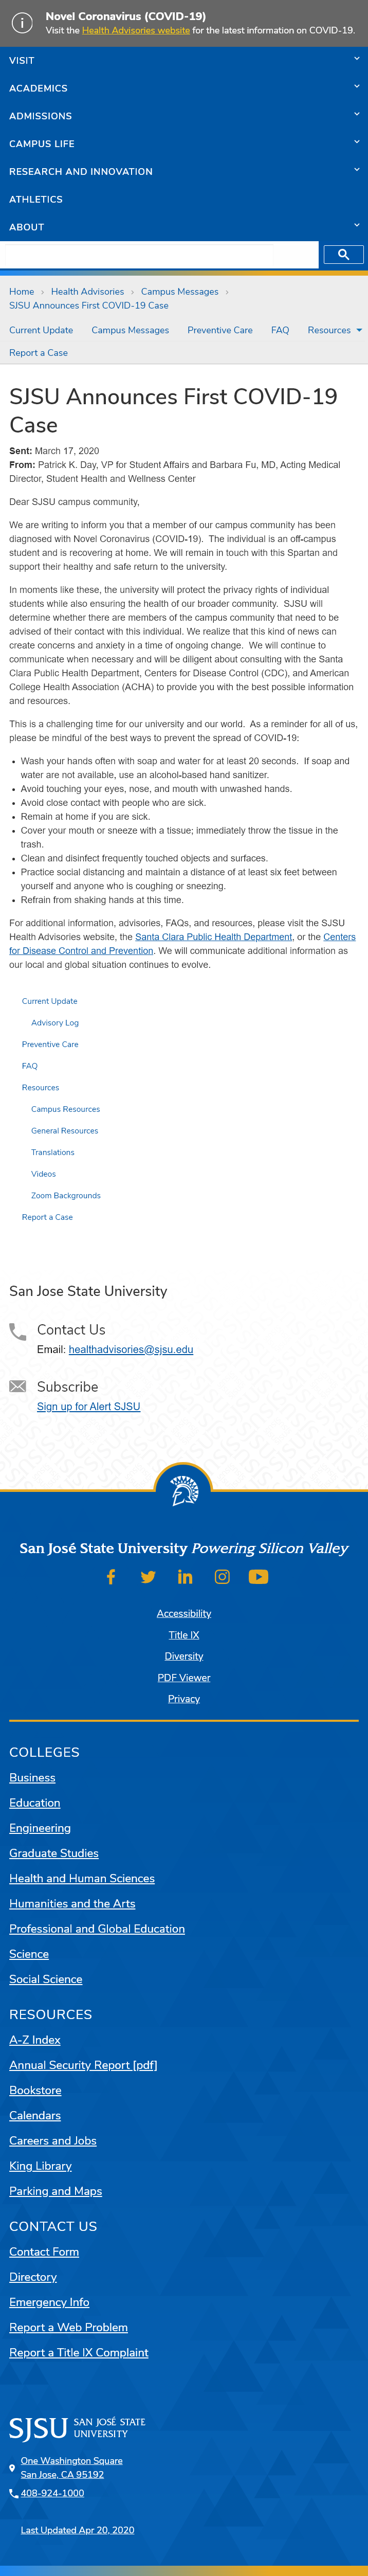 Novel Coronavirus (COVID-19)
Visit the Health Advisories website for the latest information on COVID-19.
VISIT
ACADEMICS
ADMISSIONS
CAMPUS LIFE
RESEARCH AND INNOVATION
ATHLETICS
ABOUT
Home › Health Advisories › Campus Messages ›
SJSU Announces First COVID-19 Case
Current Update Campus Messages Preventive Care FAQ Resources
Report a Case
SJSU Announces First COVID-19
Case
Sent: March 17, 2020
From: Patrick K. Day, VP for Student Affairs and Barbara Fu, MD, Acting Medical
Director, Student Health and Wellness Center
Dear SJSU campus community,
We are writing to inform you that a member of our campus community has been
diagnosed with Novel Coronavirus (COVID-19). The individual is an off-campus
student and is recovering at home. We will remain in touch with this Spartan and
support their healthy and safe return to the university.
In moments like these, the university will protect the privacy rights of individual
students while also ensuring the health of our broader community. SJSU will
determine whether there are others in the community that need to be
advised of their contact with this individual. We realize that this kind of news can
create concerns and anxiety in a time of ongoing change. We will continue to
communicate when necessary and will be diligent about consulting with the Santa
Clara Public Health Department, Centers for Disease Control (CDC), and American
College Health Association (ACHA) to provide you with the best possible information
and resources.
This is a challenging time for our university and our world. As a reminder for all of us,
please be mindful of the best ways to prevent the spread of COVID-19:
• Wash your hands often with soap and water for at least 20 seconds. If soap and
water are not available, use an alcohol-based hand sanitizer.
• Avoid touching your eyes, nose, and mouth with unwashed hands.
• Avoid close contact with people who are sick.
• Remain at home if you are sick.
• Cover your mouth or sneeze with a tissue; immediately throw the tissue in the
trash.
• Clean and disinfect frequently touched objects and surfaces.
• Practice social distancing and maintain a distance of at least six feet between
yourself and anyone who is coughing or sneezing.
• Refrain from shaking hands at this time.
For additional information, advisories, FAQs, and resources, please visit the SJSU
Health Advisories website, the Santa Clara Public Health Department, or the Centers
for Disease Control and Prevention. We will communicate additional information as
our local and global situation continues to evolve.
Current Update
Advisory Log
Preventive Care
FAQ
Resources
Campus Resources
General Resources
Translations
Videos
Zoom Backgrounds
Report a Case
San Jose State University
Contact Us
Email: healthadvisories@sjsu.edu
Subscribe
Sign up for Alert SJSU
San José State University Powering Silicon Valley
Accessibility
Title IX
Diversity
PDF Viewer
Privacy
COLLEGES
Business
Education
Engineering
Graduate Studies
Health and Human Sciences
Humanities and the Arts
Professional and Global Education
Science
Social Science
RESOURCES
A-Z Index
Annual Security Report [pdf]
Bookstore
Calendars
Careers and Jobs
King Library
Parking and Maps
CONTACT US
Contact Form
Directory
Emergency Info
Report a Web Problem
Report a Title IX Complaint
SJSU SAN JOSÉ STATE
UNIVERSITY
One Washington Square
San Jose, CA 95192
408-924-1000
Last Updated Apr 20, 2020